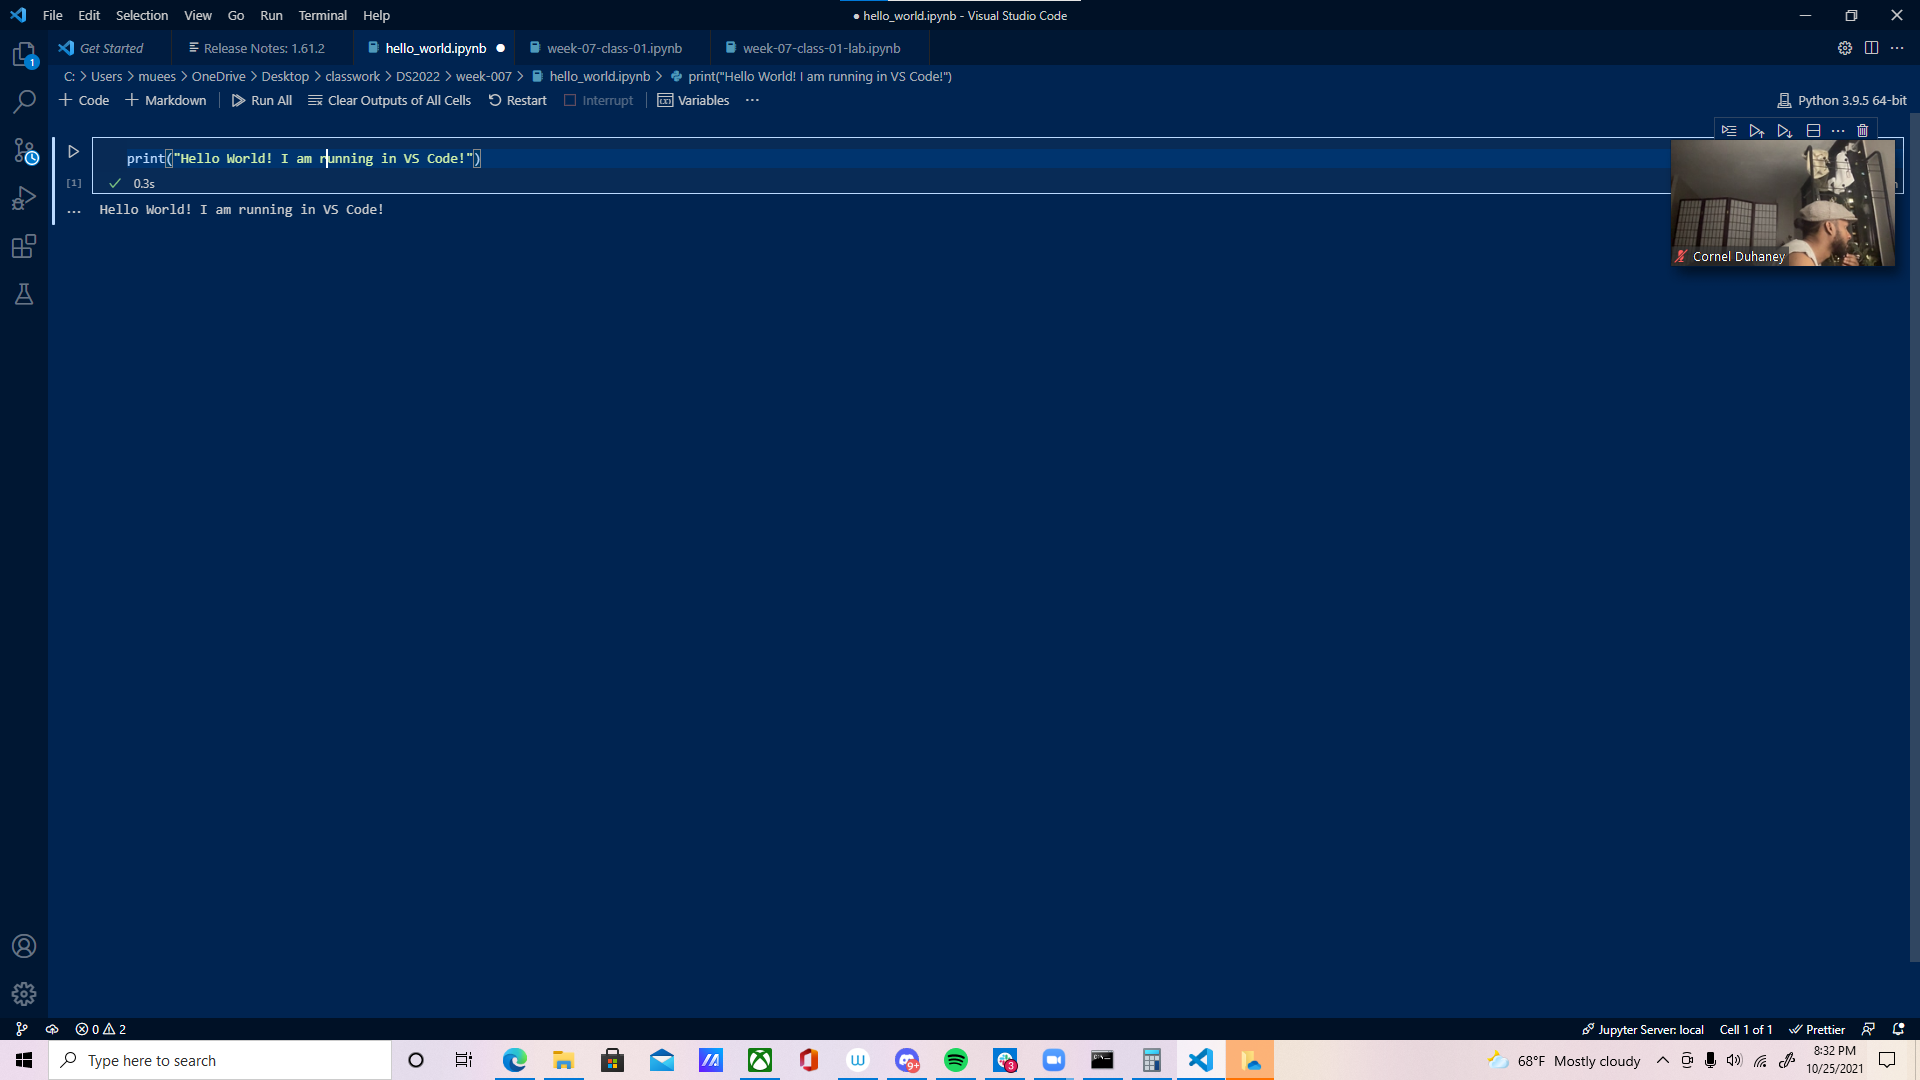 File Edit Selection View Go Run Terminal Help
● hello_world.ipynb - Visual Studio Code
Get Started Release Notes: 1.61.2 hello_world.ipynb week-07-class-01.ipynb week-07-class-01-lab.ipynb
1
C: > Users > muees > OneDrive > Desktop > classwork > DS2022 > week-007 > hello_world.ipynb > print("Hello World! I am running in VS Code!")
+ Code + Markdown Run All Clear Outputs of All Cells Restart Interrupt Variables ... Python 3.9.5 64-bit
print("Hello World! I am running in VS Code!")
[1] 0.3s
Hello World! I am running in VS Code!
Cornel Duhaney
0 2 Jupyter Server: local Cell 1 of 1 Prettier
Type here to search
9+
3
68°F Mostly cloudy
8:32 PM
10/25/2021